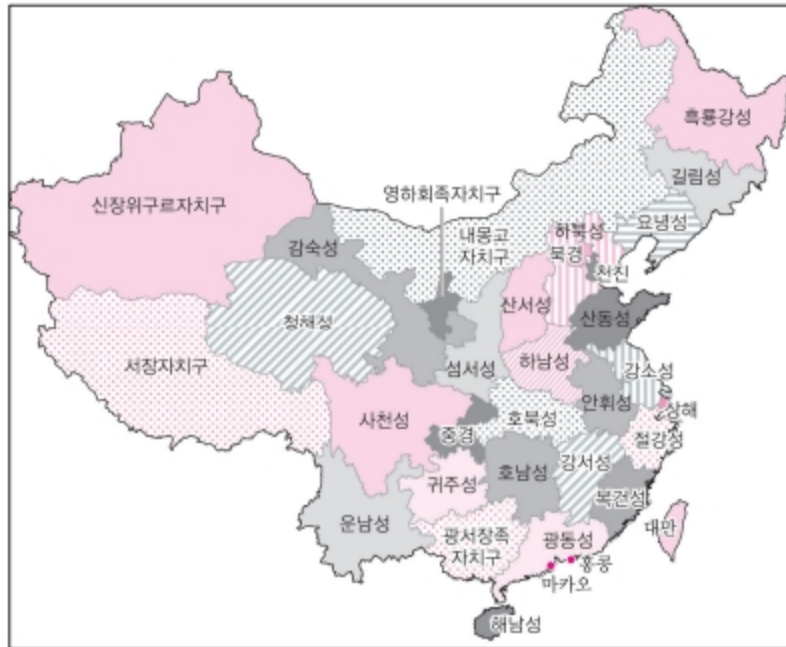 흑룡강성
길림성
영하회족자치구
신장위구르자치구
요녕성
내몽고
자치구
하북성
북경
감숙성
천진
산서성
산동성
청해성
서장자치구
섬서성
하남성
강소성
안휘성
상해
사천성
중경
호북성
절강성
강서성
호남성
귀주성
복건성
운남성
광서장족
자치구
광동성
대만
홍콩
마카오
해남성